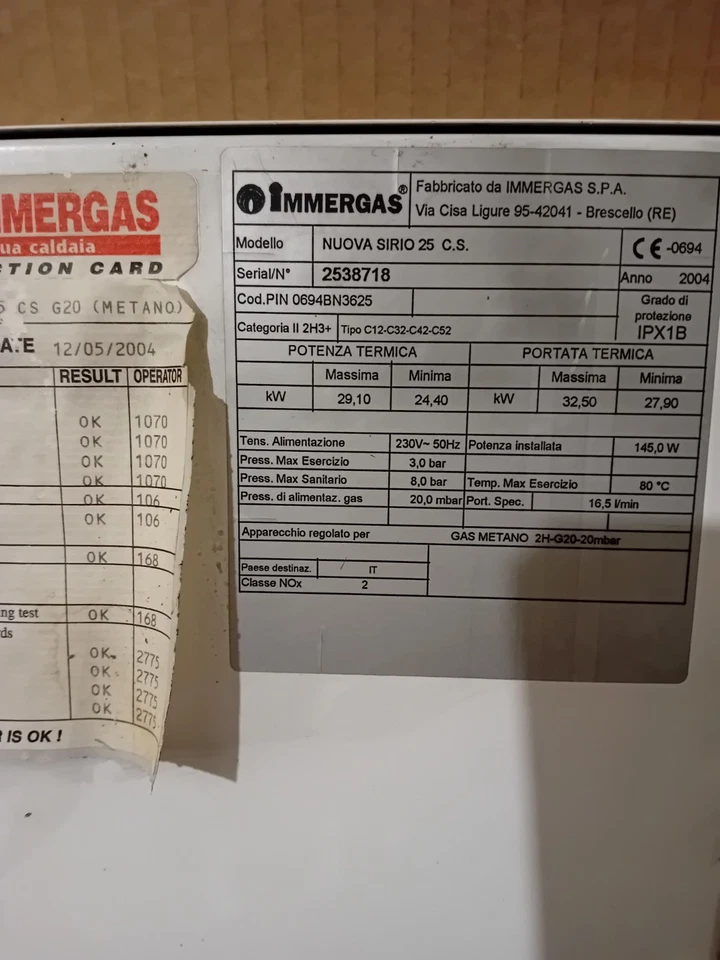 MMERGAS
ua caldaia
TION CARD
CS G20 (METANO)
12/05/2004
RESULT OPERATOR
OK 1070
OK 1070
OK 1070
OK 1070
OK 106
OK 106
OK 168
ng test OK 168
ds
OK 2775
OK 2775
OK 2775
OK 2775
IS OK !
IMMERGAS® Fabbricato da IMMERGAS S.P.A.
Via Cisa Ligure 95-42041 - Brescello (RE)
Modello NUOVA SIRIO 25 C.S. CE-0694
Serial/N° 2538718 Anno 2004
Cod.PIN 0694BN3625 Grado di
protezione
Categoria II 2H3+ Tipo C12-C32-C42-C52 IPX1B
POTENZA TERMICA PORTATA TERMICA
Massima Minima Massima Minima
kW 29,10 24,40 kW 32,50 27,90
Tens. Alimentazione 230V~ 50Hz Potenza installata 145,0 W
Press. Max Esercizio 3,0 bar
Press. Max Sanitario 8,0 bar Temp. Max Esercizio 80 °C
Press. di alimentaz. gas 20,0 mbar Port. Spec. 16,5 l/min
Apparecchio regolato per GAS METANO 2H-G20-20mbar
Paese destinaz. IT
Classe NOx 2